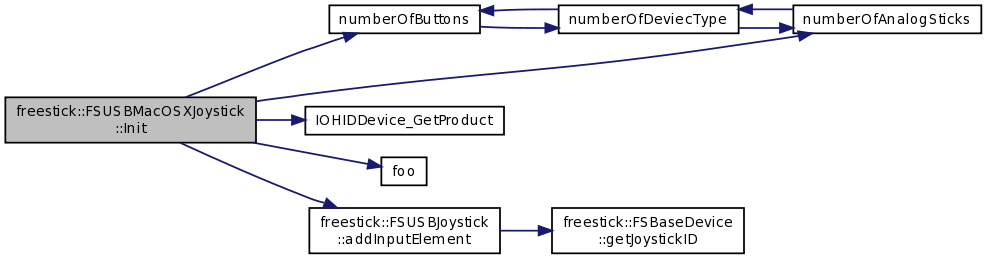 numberOfButtons
numberOfDeviecType
numberOfAnalogSticks
freestick::FSUSBMacOSXJoystick
::Init
IOHIDDevice_GetProduct
foo
freestick::FSUSBJoystick
::addInputElement
freestick::FSBaseDevice
::getJoystickID